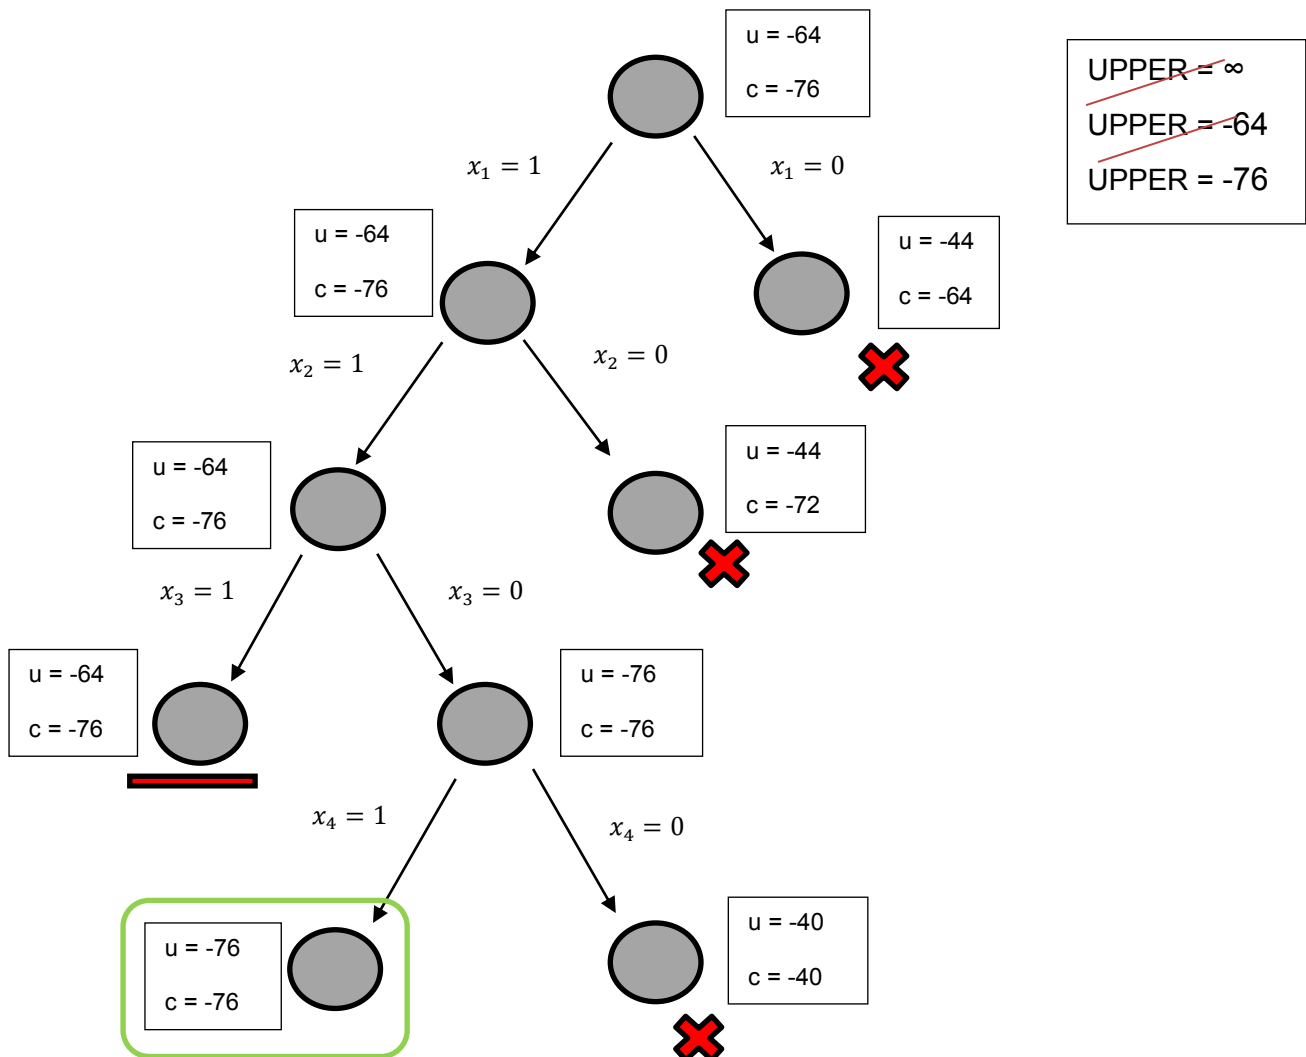 u = -64
c = -76
UPPER = ∞
UPPER = -64
UPPER = -76
x₁ = 1
x₁ = 0
u = -64
c = -76
u = -44
c = -64
x₂ = 1
x₂ = 0
u = -64
c = -76
u = -44
c = -72
x₃ = 1
x₃ = 0
u = -64
c = -76
u = -76
c = -76
x₄ = 1
x₄ = 0
u = -76
c = -76
u = -40
c = -40